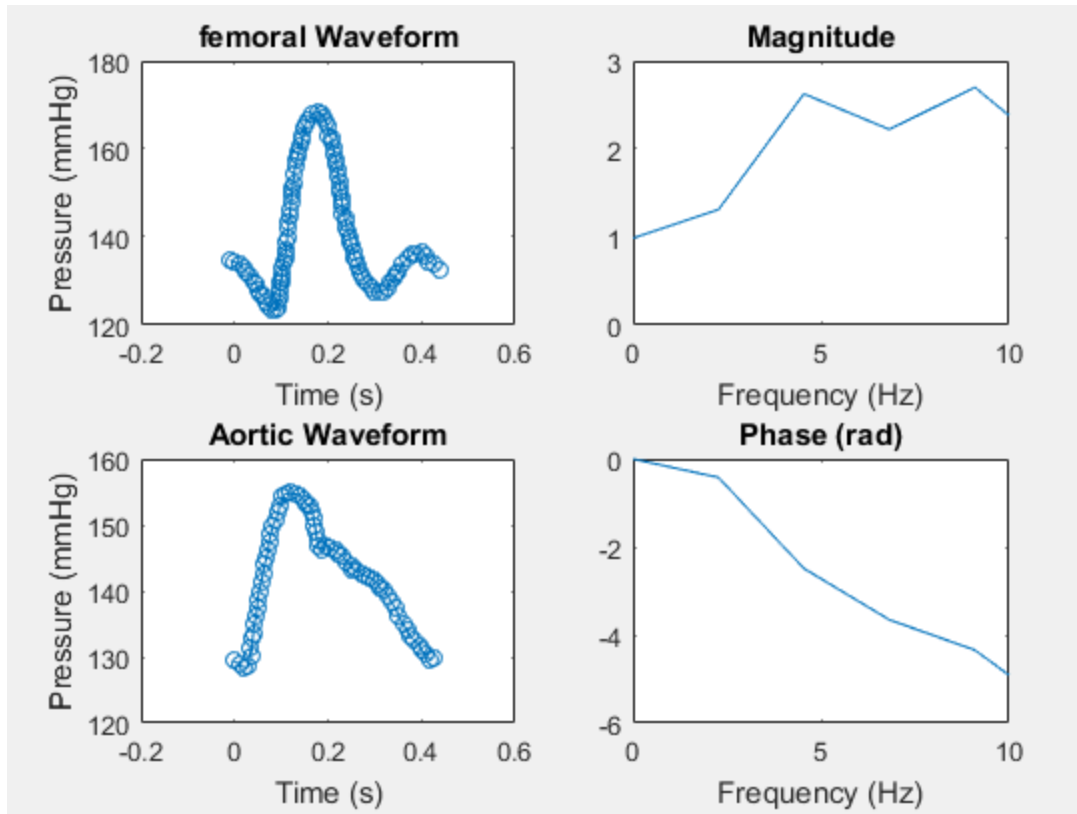 femoral Waveform
Pressure (mmHg)
180
160
140
120
-0.2 0 0.2 0.4 0.6
Time (s)
Magnitude
3
2
1
0
0 5 10
Frequency (Hz)
Aortic Waveform
Pressure (mmHg)
160
150
140
130
120
-0.2 0 0.2 0.4 0.6
Time (s)
Phase (rad)
0
-2
-4
-6
0 5 10
Frequency (Hz)